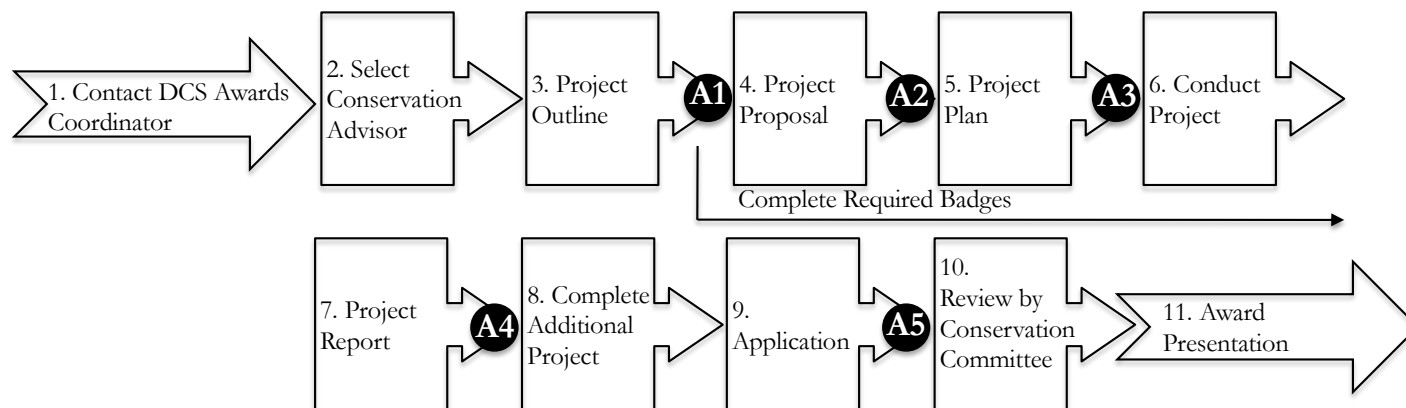 1. Contact DCS Awards
Coordinator
2. Select
Conservation
Advisor
3. Project
Outline
A1
4. Project
Proposal
A2
5. Project
Plan
A3
6. Conduct
Project
Complete Required Badges
7. Project
Report
A4
8. Complete
Additional
Project
9.
Application
A5
10.
Review by
Conservation
Committee
11. Award
Presentation